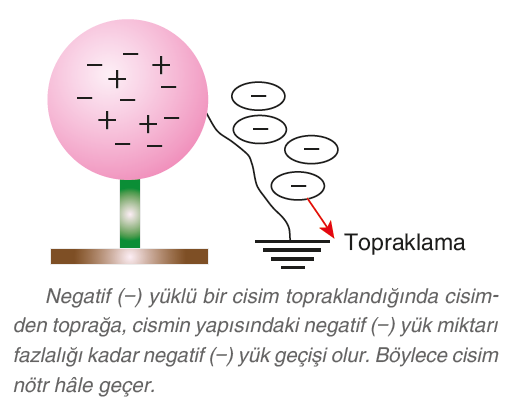 Topraklama
Negatif (–) yüklü bir cisim topraklandığında cisim-
den toprağa, cismin yapısındaki negatif (–) yük miktarı
fazlalığı kadar negatif (–) yük geçişi olur. Böylece cisim
nötr hâle geçer.